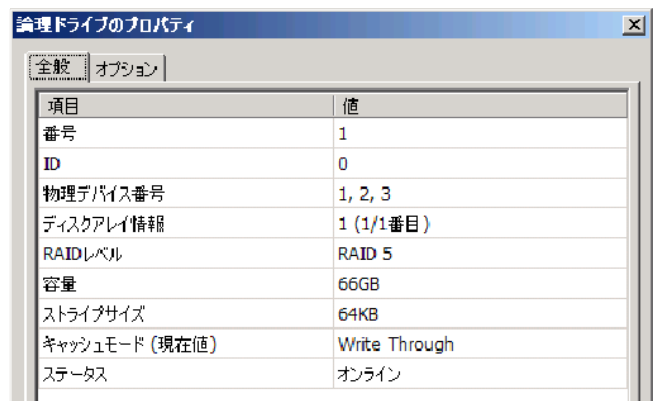 論理ドライブのプロパティ
全般 オプション
項目 値
番号 1
ID 0
物理デバイス番号 1, 2, 3
ディスクアレイ情報 1 (1/1番目)
RAIDレベル RAID 5
容量 66GB
ストライプサイズ 64KB
キャッシュモード (現在値) Write Through
ステータス オンライン